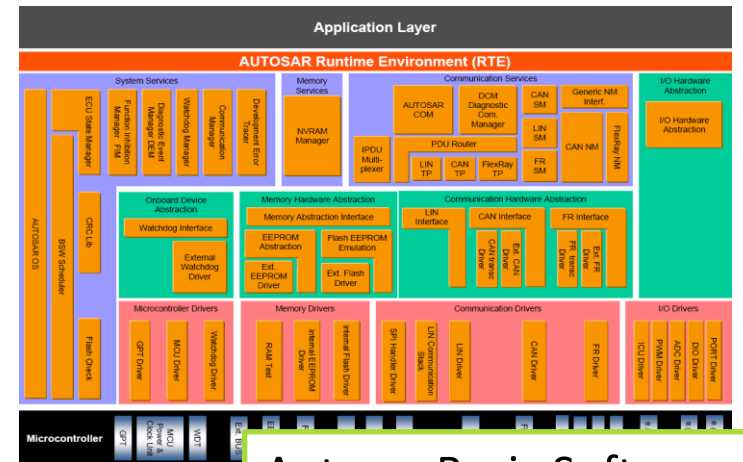 Application Layer
AUTOSAR Runtime Environment (RTE)
System Services
AUTOSAR OS
BSW Scheduler
ECU State Manager
CRC Lib
Flash Check
Function Inhibition
Manager FIM
Diagnostic Event
Manager DEM
Watchdog Manager
Communication
Manager
Development Error
Tracer
Memory
Services
NVRAM
Manager
Communication Services
IPDU
Multi-
plexer
AUTOSAR
COM
DCM
Diagnostic
Com.
Manager
PDU Router
LIN
TP
CAN
TP
FlexRay
TP
CAN
SM
LIN
SM
FR
SM
Generic NM
Interf.
CAN NM
FlexRay NM
I/O Hardware
Abstraction
I/O Hardware
Abstraction
Onboard Device
Abstraction
Watchdog Interface
External
Watchdog
Driver
Memory Hardware Abstraction
Memory Abstraction Interface
EEPROM
Abstraction
Flash EEPROM
Emulation
Ext.
EEPROM
Driver
Ext. Flash
Driver
Communication Hardware Abstraction
LIN
Interface
CAN Interface
CAN transc
Driver
Ext. CAN
Driver
FR Interface
FR transc
Driver
Ext. FR
Driver
Microcontroller Drivers
GPT Driver
MCU Driver
Watchdog Driver
Memory Drivers
RAM Test
internal EEPROM
Driver
internal Flash Driver
Communication Drivers
SPI Handler Driver
LIN Communication
Stack
LIN Driver
CAN Driver
FR Driver
I/O Drivers
ICU Driver
PWM Driver
ADC Driver
DIO Driver
PORT Driver
Microcontroller
GPT
MCU
Power &
Clock Unit
WDT
Ext. BUS